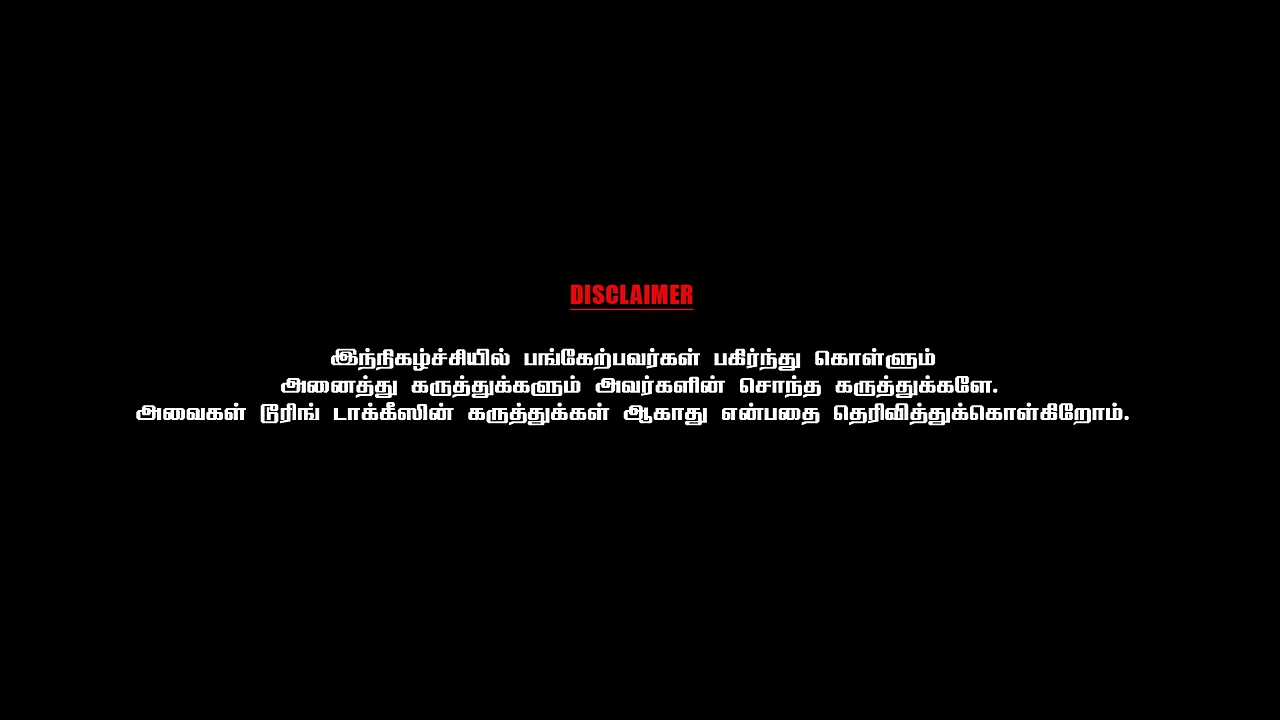 DISCLAIMER
இந்நிகழ்ச்சியில் பங்கேற்பவர்கள் பகிர்ந்து கொள்ளும்
அனைத்து கருத்துக்களும் அவர்களின் சொந்த கருத்துக்களே.
அவைகள் டூரிங் டாக்கீஸின் கருத்துக்கள் ஆகாது என்பதை தெரிவித்துக்கொள்கிறோம்.